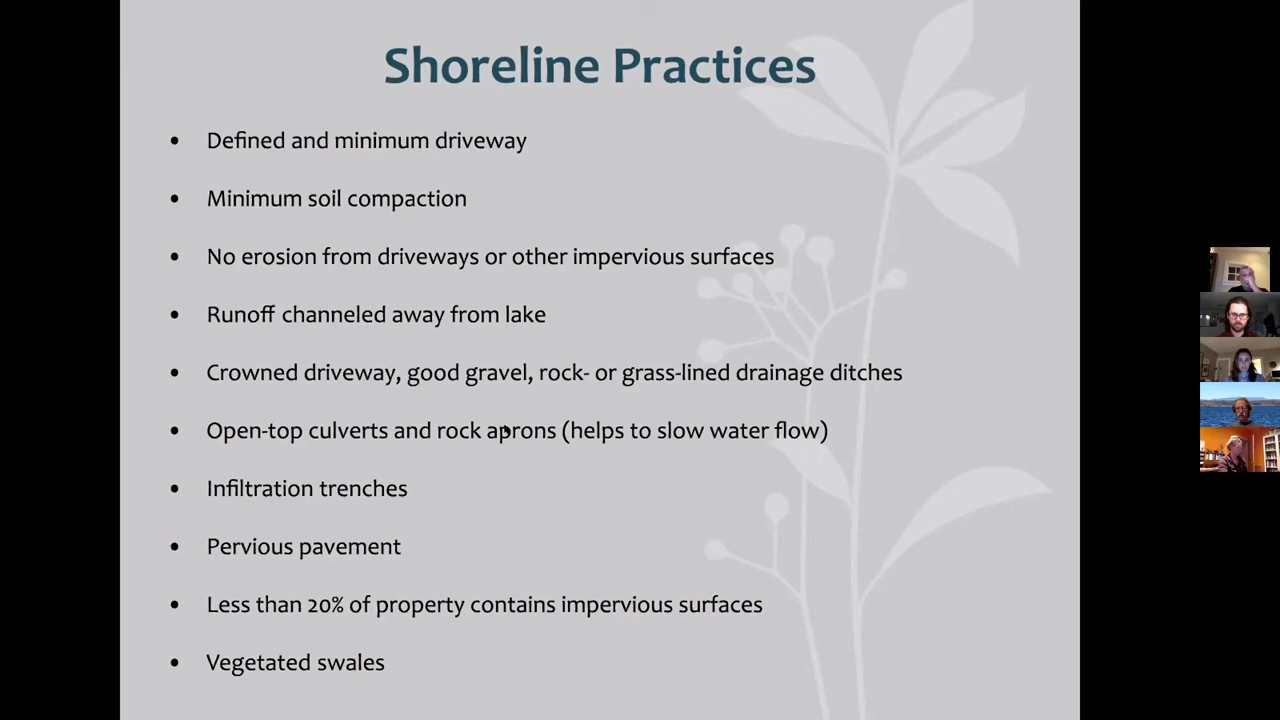 Shoreline Practices
• Defined and minimum driveway
• Minimum soil compaction
• No erosion from driveways or other impervious surfaces
• Runoff channeled away from lake
• Crowned driveway, good gravel, rock- or grass-lined drainage ditches
• Open-top culverts and rock aprons (helps to slow water flow)
• Infiltration trenches
• Pervious pavement
• Less than 20% of property contains impervious surfaces
• Vegetated swales